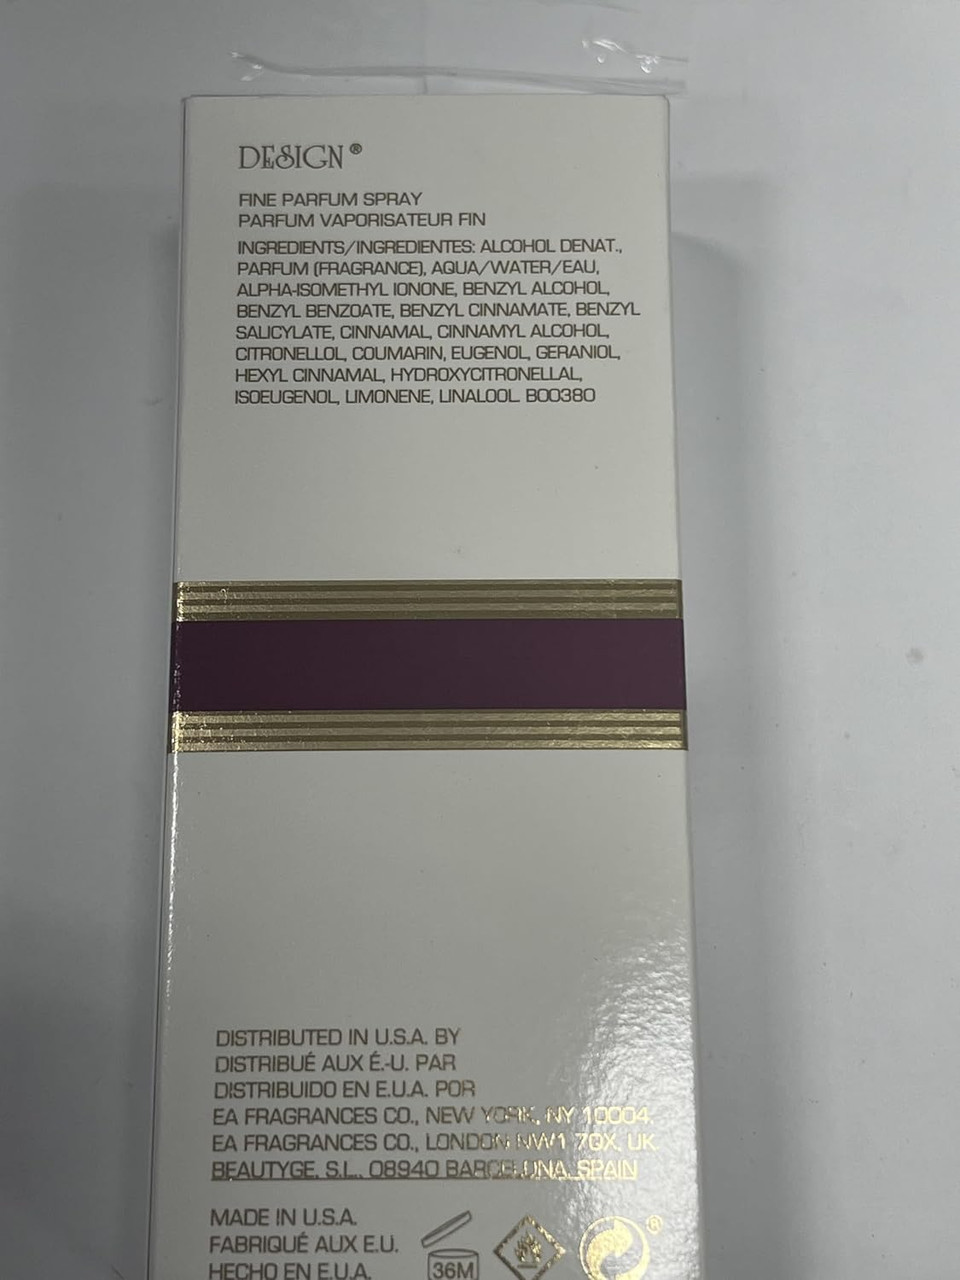 DESIGN®
FINE PARFUM SPRAY
PARFUM VAPORISATEUR FIN
INGREDIENTS/INGREDIENTES: ALCOHOL DENAT.,
PARFUM (FRAGRANCE), AQUA/WATER/EAU,
ALPHA-ISOMETHYL IONONE, BENZYL ALCOHOL,
BENZYL BENZOATE, BENZYL CINNAMATE, BENZYL
SALICYLATE, CINNAMAL, CINNAMYL ALCOHOL,
CITRONELLOL, COUMARIN, EUGENOL, GERANIOL,
HEXYL CINNAMAL, HYDROXYCITRONELLAL,
ISOEUGENOL, LIMONENE, LINALOOL. B00380
DISTRIBUTED IN U.S.A. BY
DISTRIBUÉ AUX É.-U. PAR
DISTRIBUIDO EN E.U.A. POR
EA FRAGRANCES CO., NEW YORK, NY 10004.
EA FRAGRANCES CO., LONDON NW1 7QX, UK.
BEAUTYGE, S.L., 08940 BARCELONA, SPAIN
MADE IN U.S.A.
FABRIQUÉ AUX E.U.
HECHO EN E.U.A.
36M
®